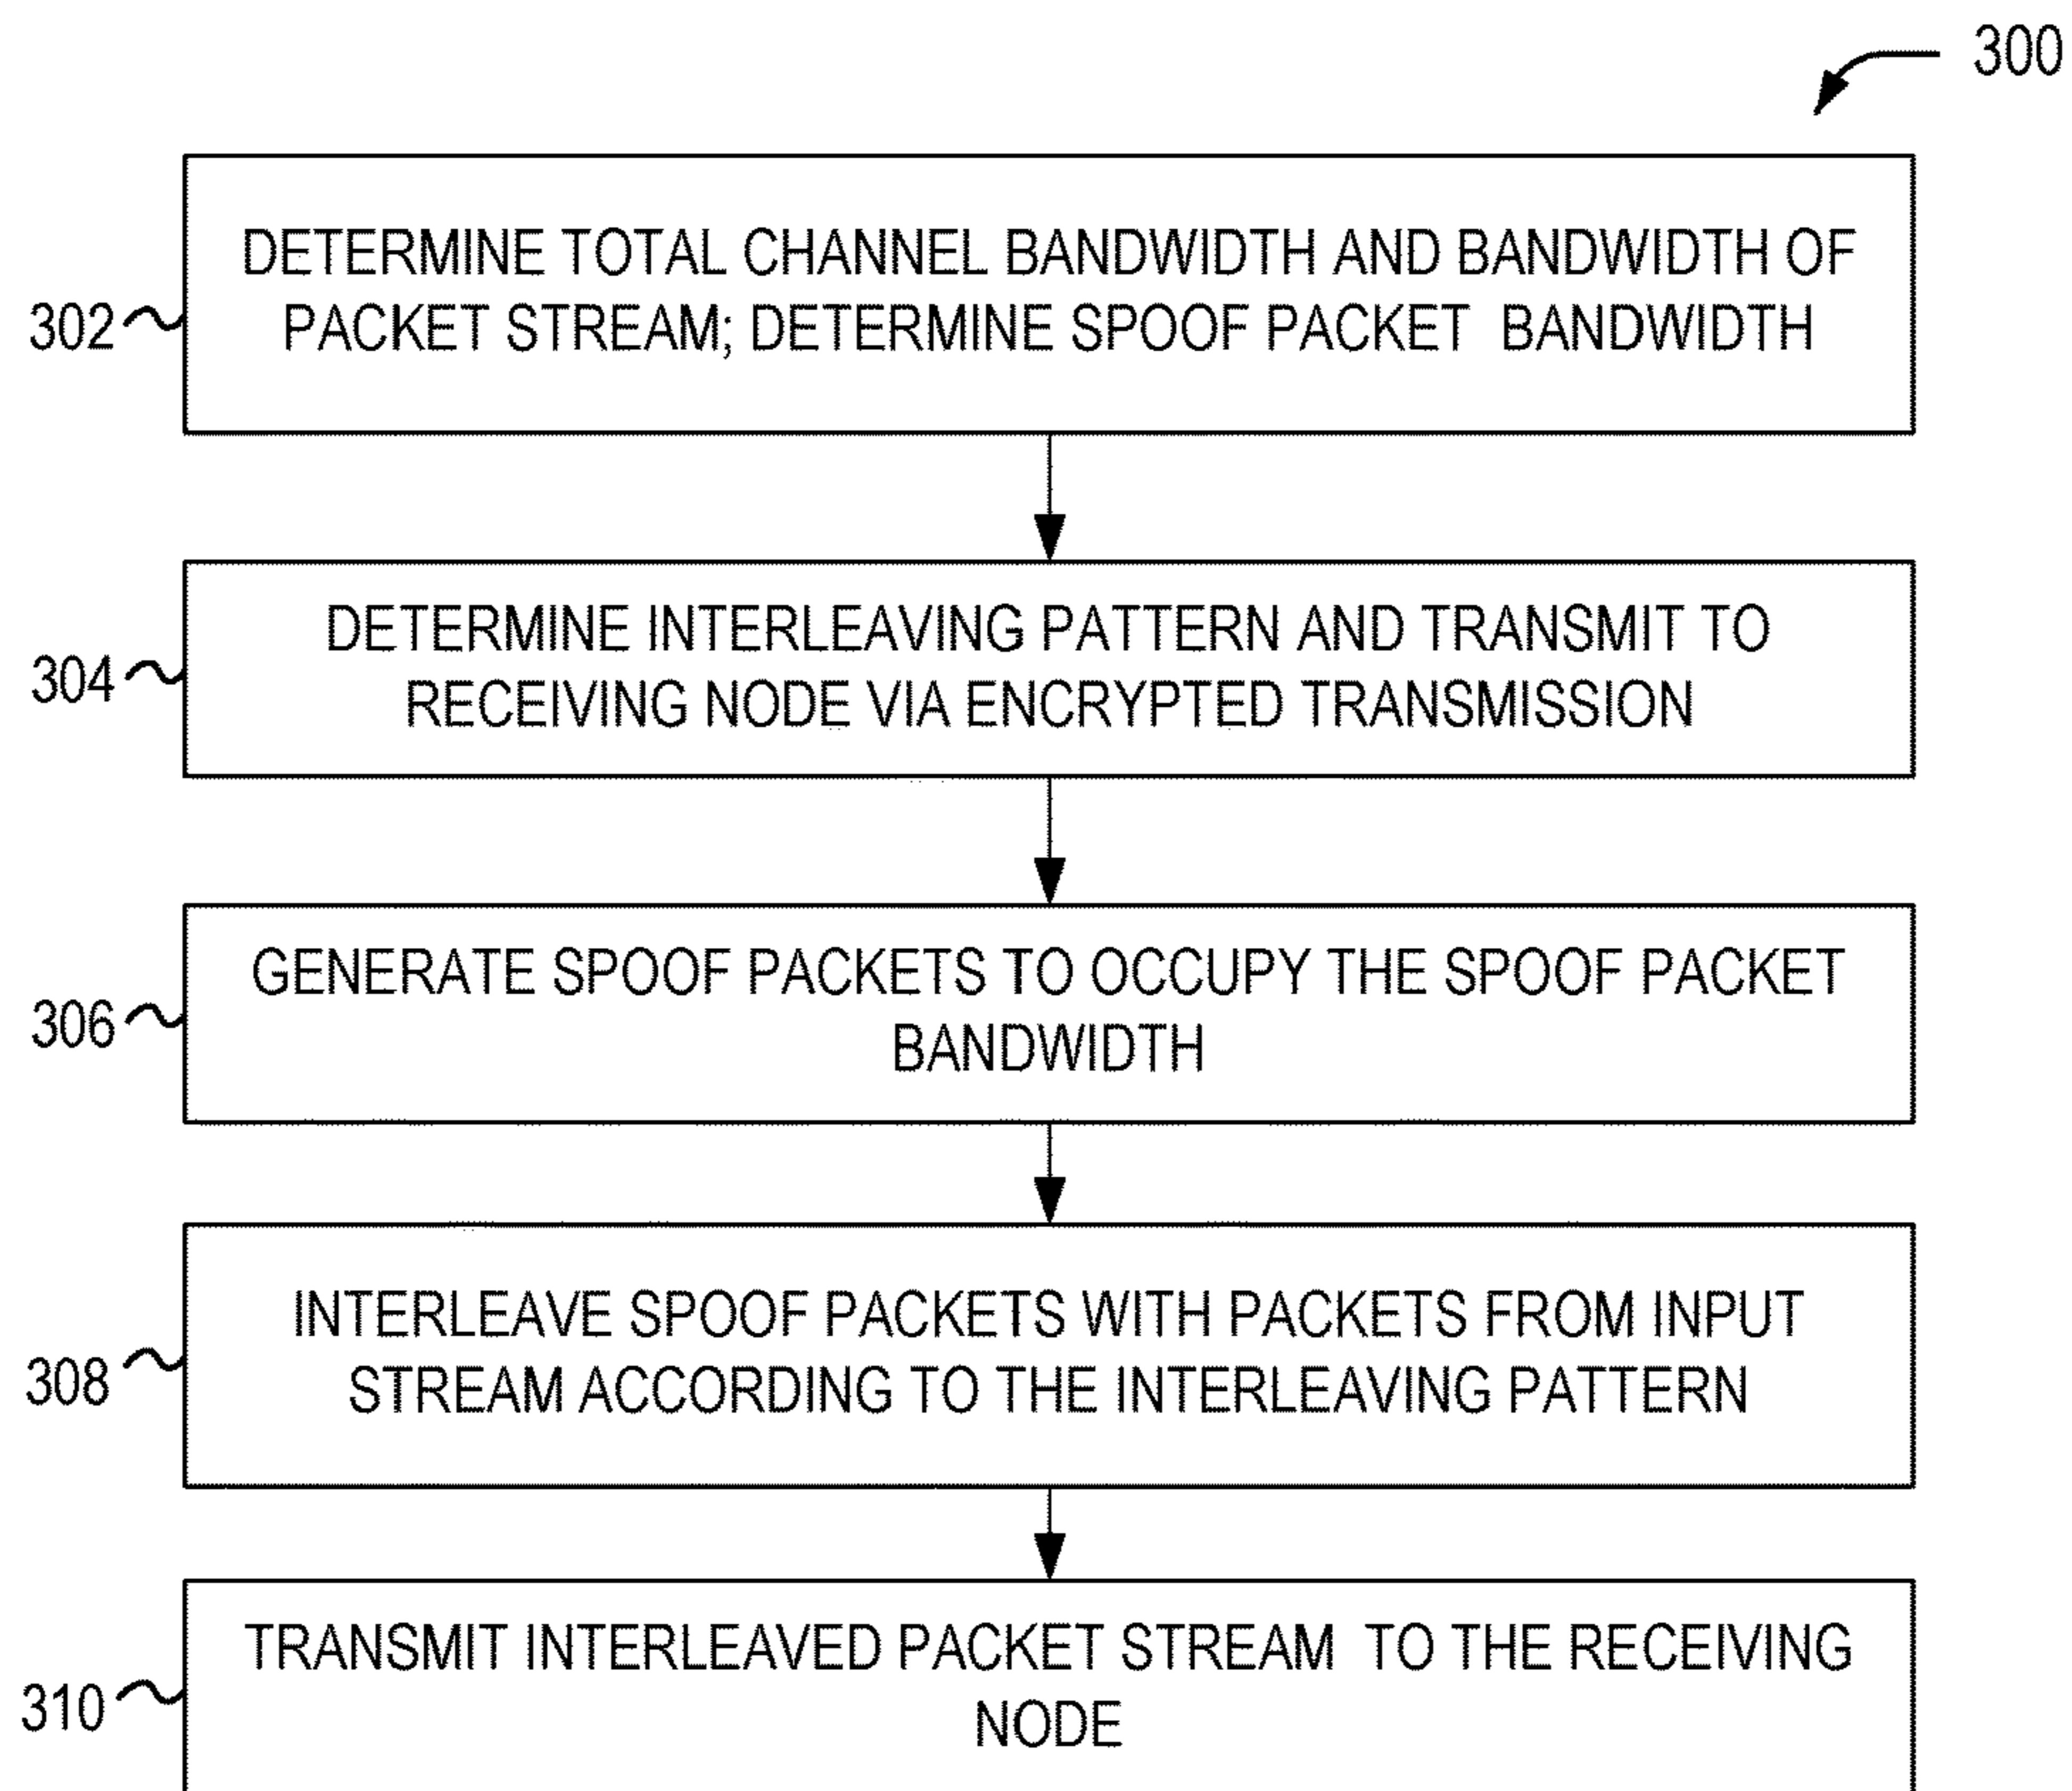 300
302
DETERMINE TOTAL CHANNEL BANDWIDTH AND BANDWIDTH OF
PACKET STREAM; DETERMINE SPOOF PACKET BANDWIDTH
304
DETERMINE INTERLEAVING PATTERN AND TRANSMIT TO
RECEIVING NODE VIA ENCRYPTED TRANSMISSION
306
GENERATE SPOOF PACKETS TO OCCUPY THE SPOOF PACKET
BANDWIDTH
308
INTERLEAVE SPOOF PACKETS WITH PACKETS FROM INPUT
STREAM ACCORDING TO THE INTERLEAVING PATTERN
310
TRANSMIT INTERLEAVED PACKET STREAM TO THE RECEIVING
NODE